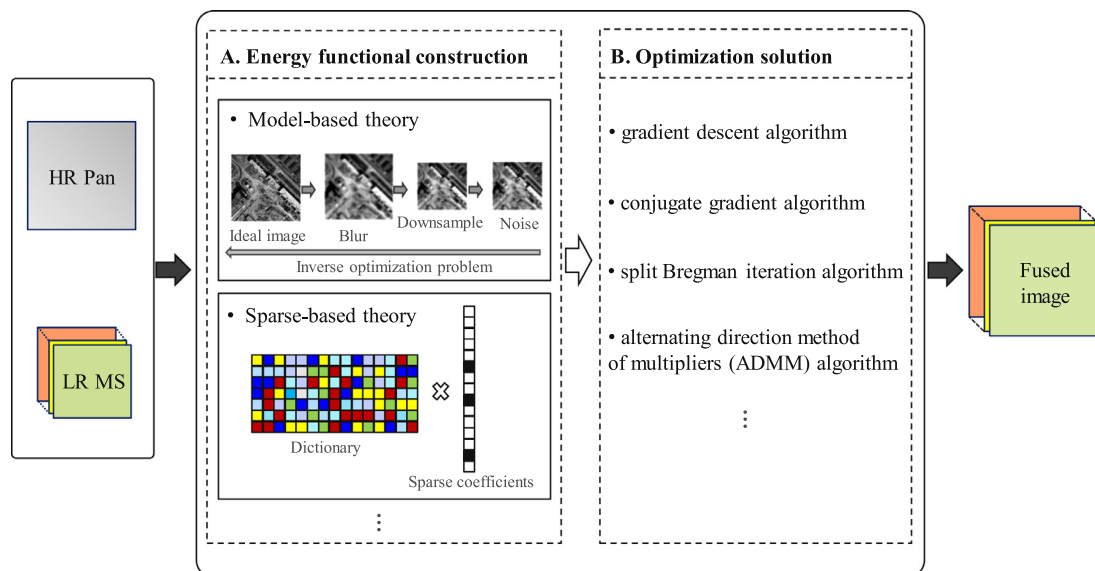 HR Pan
LR MS
A. Energy functional construction
• Model-based theory
Ideal image
Blur
Downsample
Noise
Inverse optimization problem
• Sparse-based theory
Dictionary
Sparse coefficients
⋮
B. Optimization solution
• gradient descent algorithm
• conjugate gradient algorithm
• split Bregman iteration algorithm
• alternating direction method
of multipliers (ADMM) algorithm
⋮
Fused
image